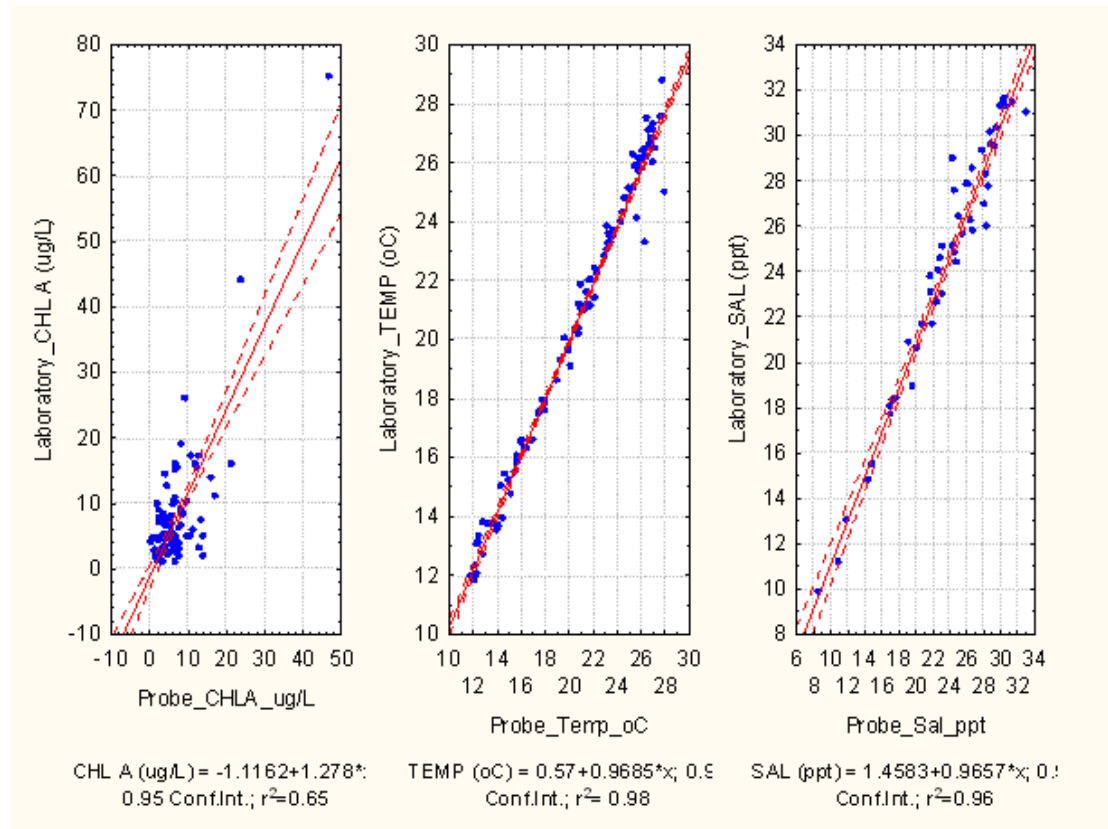 80
70
60
50
40
30
20
10
0
-10
Laboratory_CHLA (ug/L)
-10 0 10 20 30 40 50
Probe_CHLA_ug/L
CHL A (ug/L) = -1.1162+1.278*:
0.95 Conf.Int.; r²=0.65
30
28
26
24
22
20
18
16
14
12
10
Laboratory_TEMP (oC)
10 14 18 22 26 30
12 16 20 24 28
Probe_Temp_oC
TEMP (oC) = 0.57+0.9685*x; 0.9
Conf.Int.; r²= 0.98
34
32
30
28
26
24
22
20
18
16
14
12
10
8
Laboratory_SAL (ppt)
6 10 14 18 22 26 30 34
8 12 16 20 24 28 32
Probe_Sal_ppt
SAL (ppt) = 1.4583+0.9657*x; 0.
Conf.Int.; r²=0.96